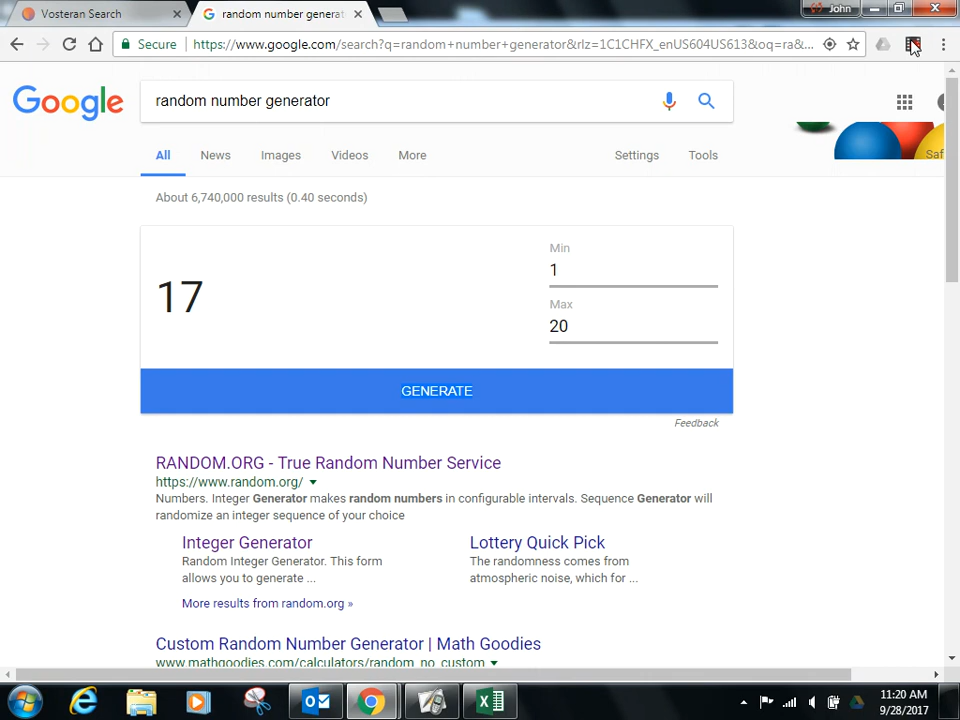 Vosteran Search
random number generat
John
Secure
https://www.google.com/search?q=random+number+generator&rlz=1C1CHFX_enUS604US613&oq=ra&...
Google
random number generator
Saf
All
News
Images
Videos
More
Settings
Tools
About 6,740,000 results (0.40 seconds)
17
Min
1
Max
20
GENERATE
Feedback
RANDOM.ORG - True Random Number Service
https://www.random.org/
Numbers. Integer Generator makes random numbers in configurable intervals. Sequence Generator will
randomize an integer sequence of your choice
Integer Generator
Random Integer Generator. This form
allows you to generate ...
Lottery Quick Pick
The randomness comes from
atmospheric noise, which for ...
More results from random.org »
Custom Random Number Generator | Math Goodies
www.mathgoodies.com/calculators/random_no_custom
11:20 AM
9/28/2017